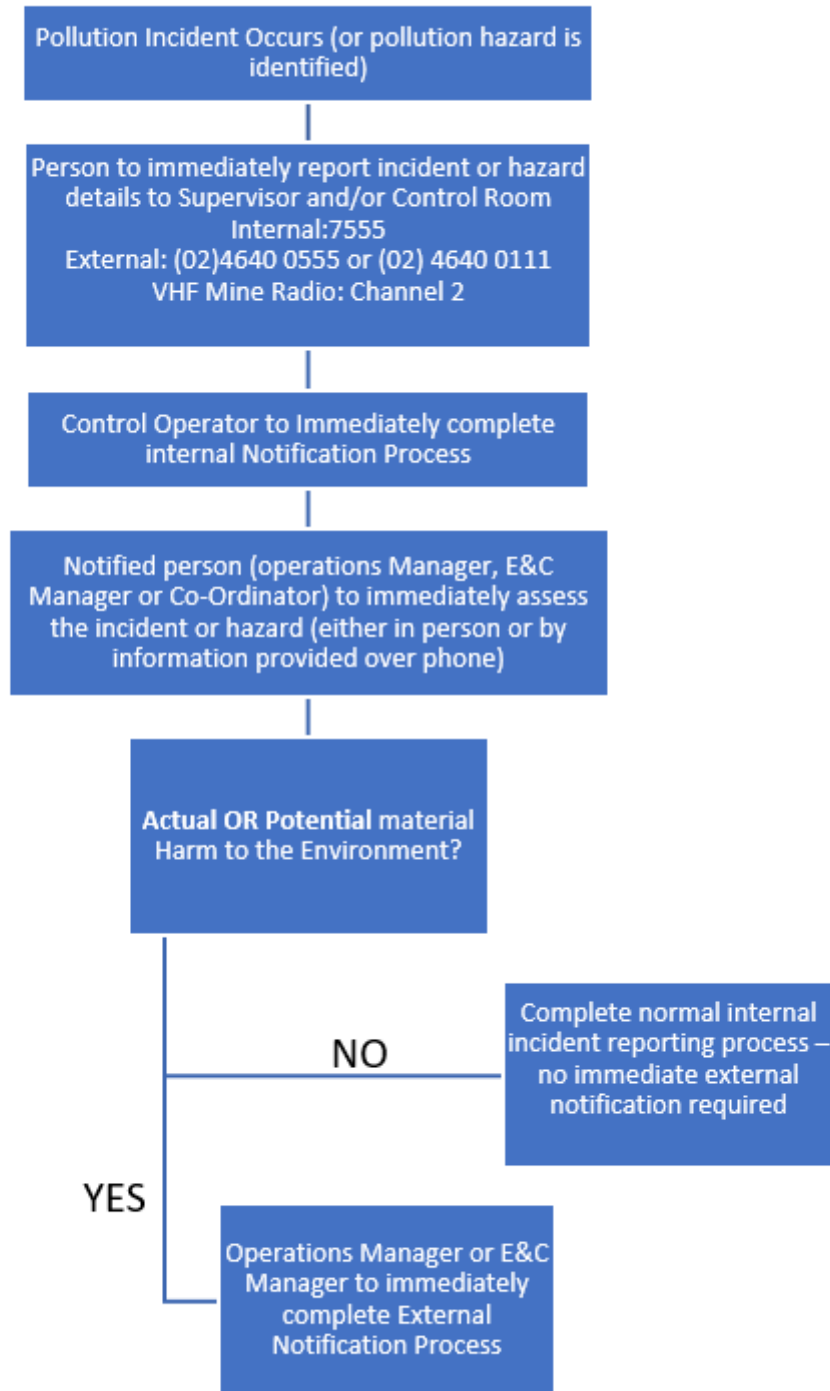 Pollution Incident Occurs (or pollution hazard is
identified)
Person to immediately report incident or hazard
details to Supervisor and/or Control Room
Internal:7555
External: (02)4640 0555 or (02) 4640 0111
VHF Mine Radio: Channel 2
Control Operator to Immediately complete
internal Notification Process
Notified person (operations Manager, E&C
Manager or Co-Ordinator) to immediately assess
the incident or hazard (either in person or by
information provided over phone)
Actual OR Potential material
Harm to the Environment?
NO
Complete normal internal
incident reporting process –
no immediate external
notification required
YES
Operations Manager or E&C
Manager to immediately
complete External
Notification Process